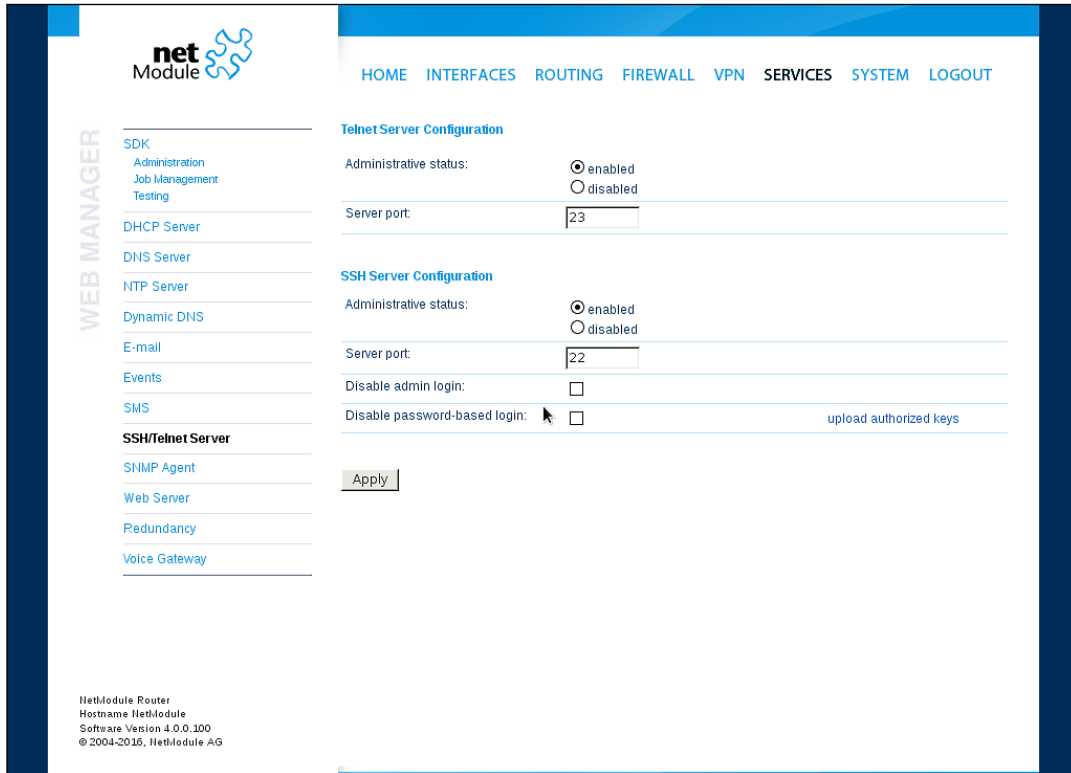 net
Module
HOME INTERFACES ROUTING FIREWALL VPN SERVICES SYSTEM LOGOUT
WEB MANAGER
SDK
Administration
Job Management
Testing
DHCP Server
DNS Server
NTP Server
Dynamic DNS
E-mail
Events
SMS
SSH/Telnet Server
SNMP Agent
Web Server
Redundancy
Voice Gateway
Telnet Server Configuration
Administrative status:
enabled
disabled
Server port: 23
SSH Server Configuration
Administrative status:
enabled
disabled
Server port: 22
Disable admin login:
Disable password-based login: upload authorized keys
Apply
NetModule Router
Hostname NetModule
Software Version 4.0.0.100
© 2004-2016, NetModule AG